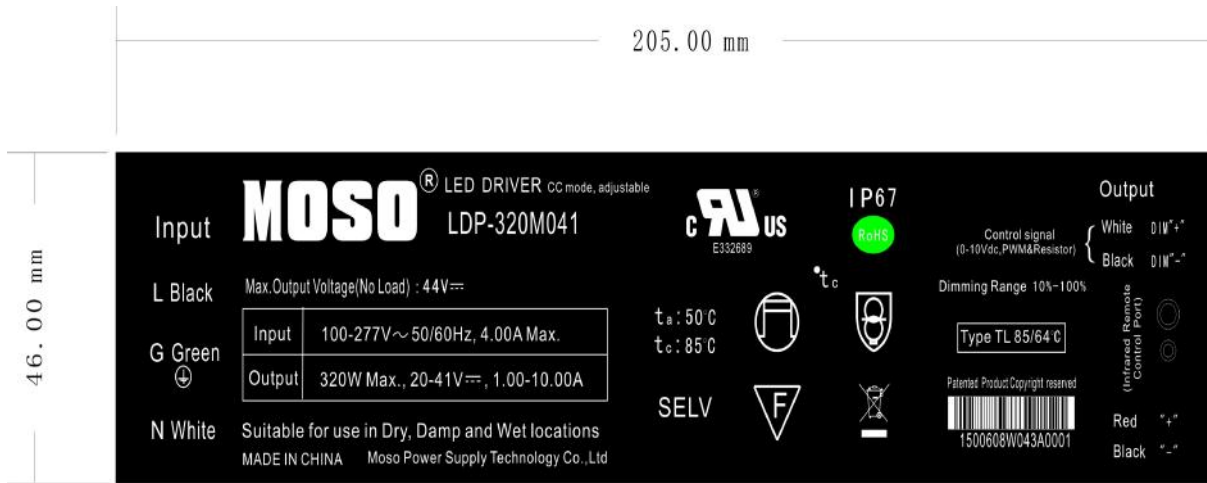 205.00 mm
46.00 mm
Input
L Black
G Green
N White
MOSO® LED DRIVER CC mode, adjustable
LDP-320M041
Max.Output Voltage(No Load) : 44V⎓
Input 100-277V～50/60Hz, 4.00A Max.
Output 320W Max., 20-41V⎓, 1.00-10.00A
Suitable for use in Dry, Damp and Wet locations
MADE IN CHINA Moso Power Supply Technology Co.,Ltd
c RU ® US
E332689
IP67
RoHS
tc
ta:50℃
tc:85℃
SELV
F
Output
Control signal
(0-10Vdc,PWM&Resistor)
White DIM"+"
Black DIM"-"
Dimming Range 10%-100%
Type TL 85/64℃
(Infrared Remote
Control Port)
Patented Product Copyright reserved
1500608W043A0001
Red "+"
Black "-"